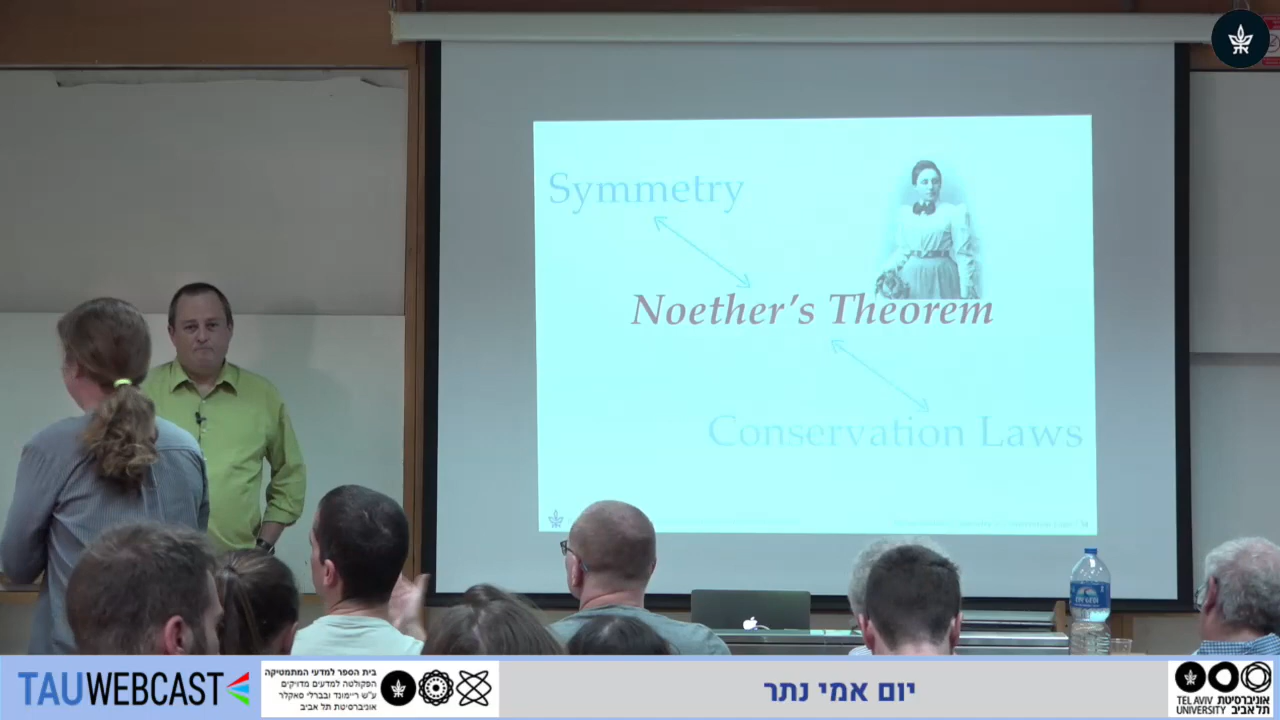 Symmetry
Noether's Theorem
Conservation Laws
TAUWEBCAST
בית הספר למדעי המתמטיקה
הפקולטה למדעים מדויקים
ע"ש ריימונד ובברלי סאקלר
אוניברסיטת תל אביב
יום אמי נתר
TEL AVIV UNIVERSITY
אוניברסיטת תל אביב